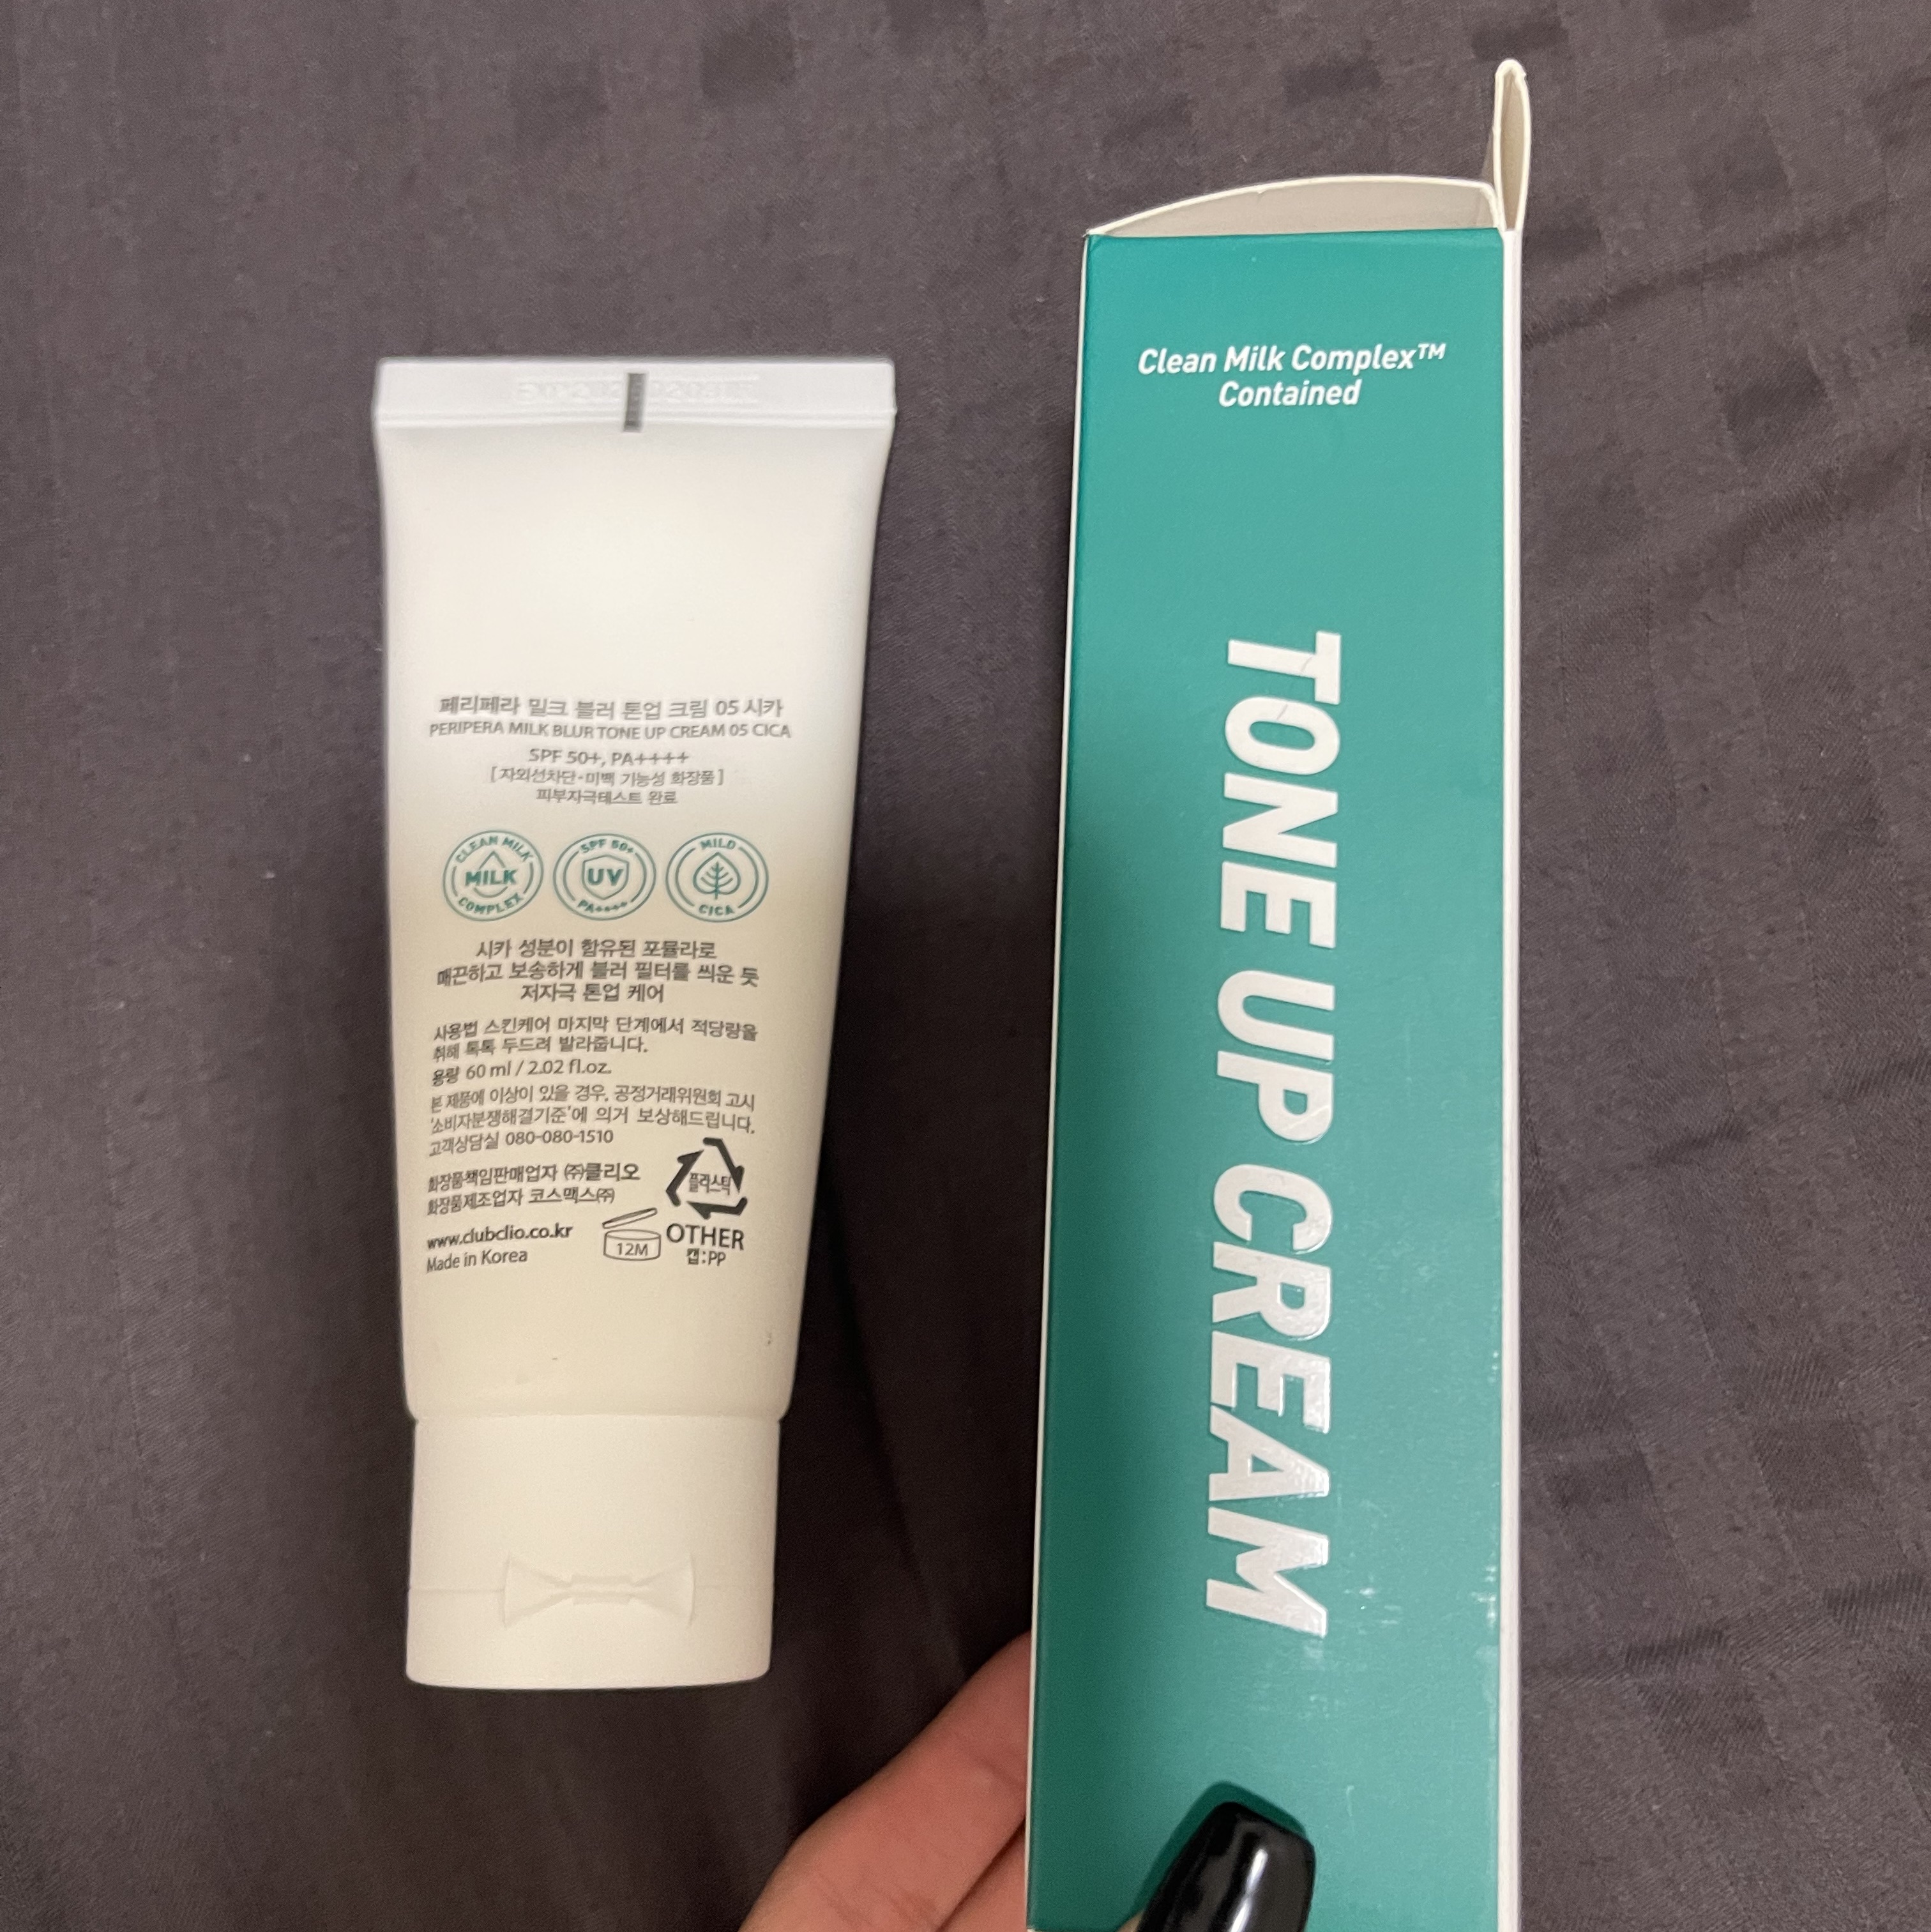 페리페라 밀크 블러 톤업 크림 05 시카
PERIPERA MILK BLUR TONE UP CREAM 05 CICA
SPF 50+, PA++++
[ 자외선차단·미백 기능성 화장품 ]
피부자극테스트 완료
CLEAN MILK
MILK
COMPLEX
SPF 50+
UV
PA++++
MILD
CICA
시카 성분이 함유된 포뮬라로
매끈하고 보송하게 블러 필터를 씌운 듯
저자극 톤업 케어
사용법 스킨케어 마지막 단계에서 적당량을
취해 톡톡 두드려 발라줍니다.
용량 60 ml / 2.02 fl.oz.
본 제품에 이상이 있을 경우, 공정거래위원회 고시
'소비자분쟁해결기준'에 의거 보상해드립니다.
고객상담실 080-080-1510
화장품책임판매업자 ㈜클리오
화장품제조업자 코스맥스㈜
www.clubclio.co.kr
Made in Korea
12M
플라스틱
OTHER
캡:PP
Clean Milk Complex™
Contained
TONE UP CREAM